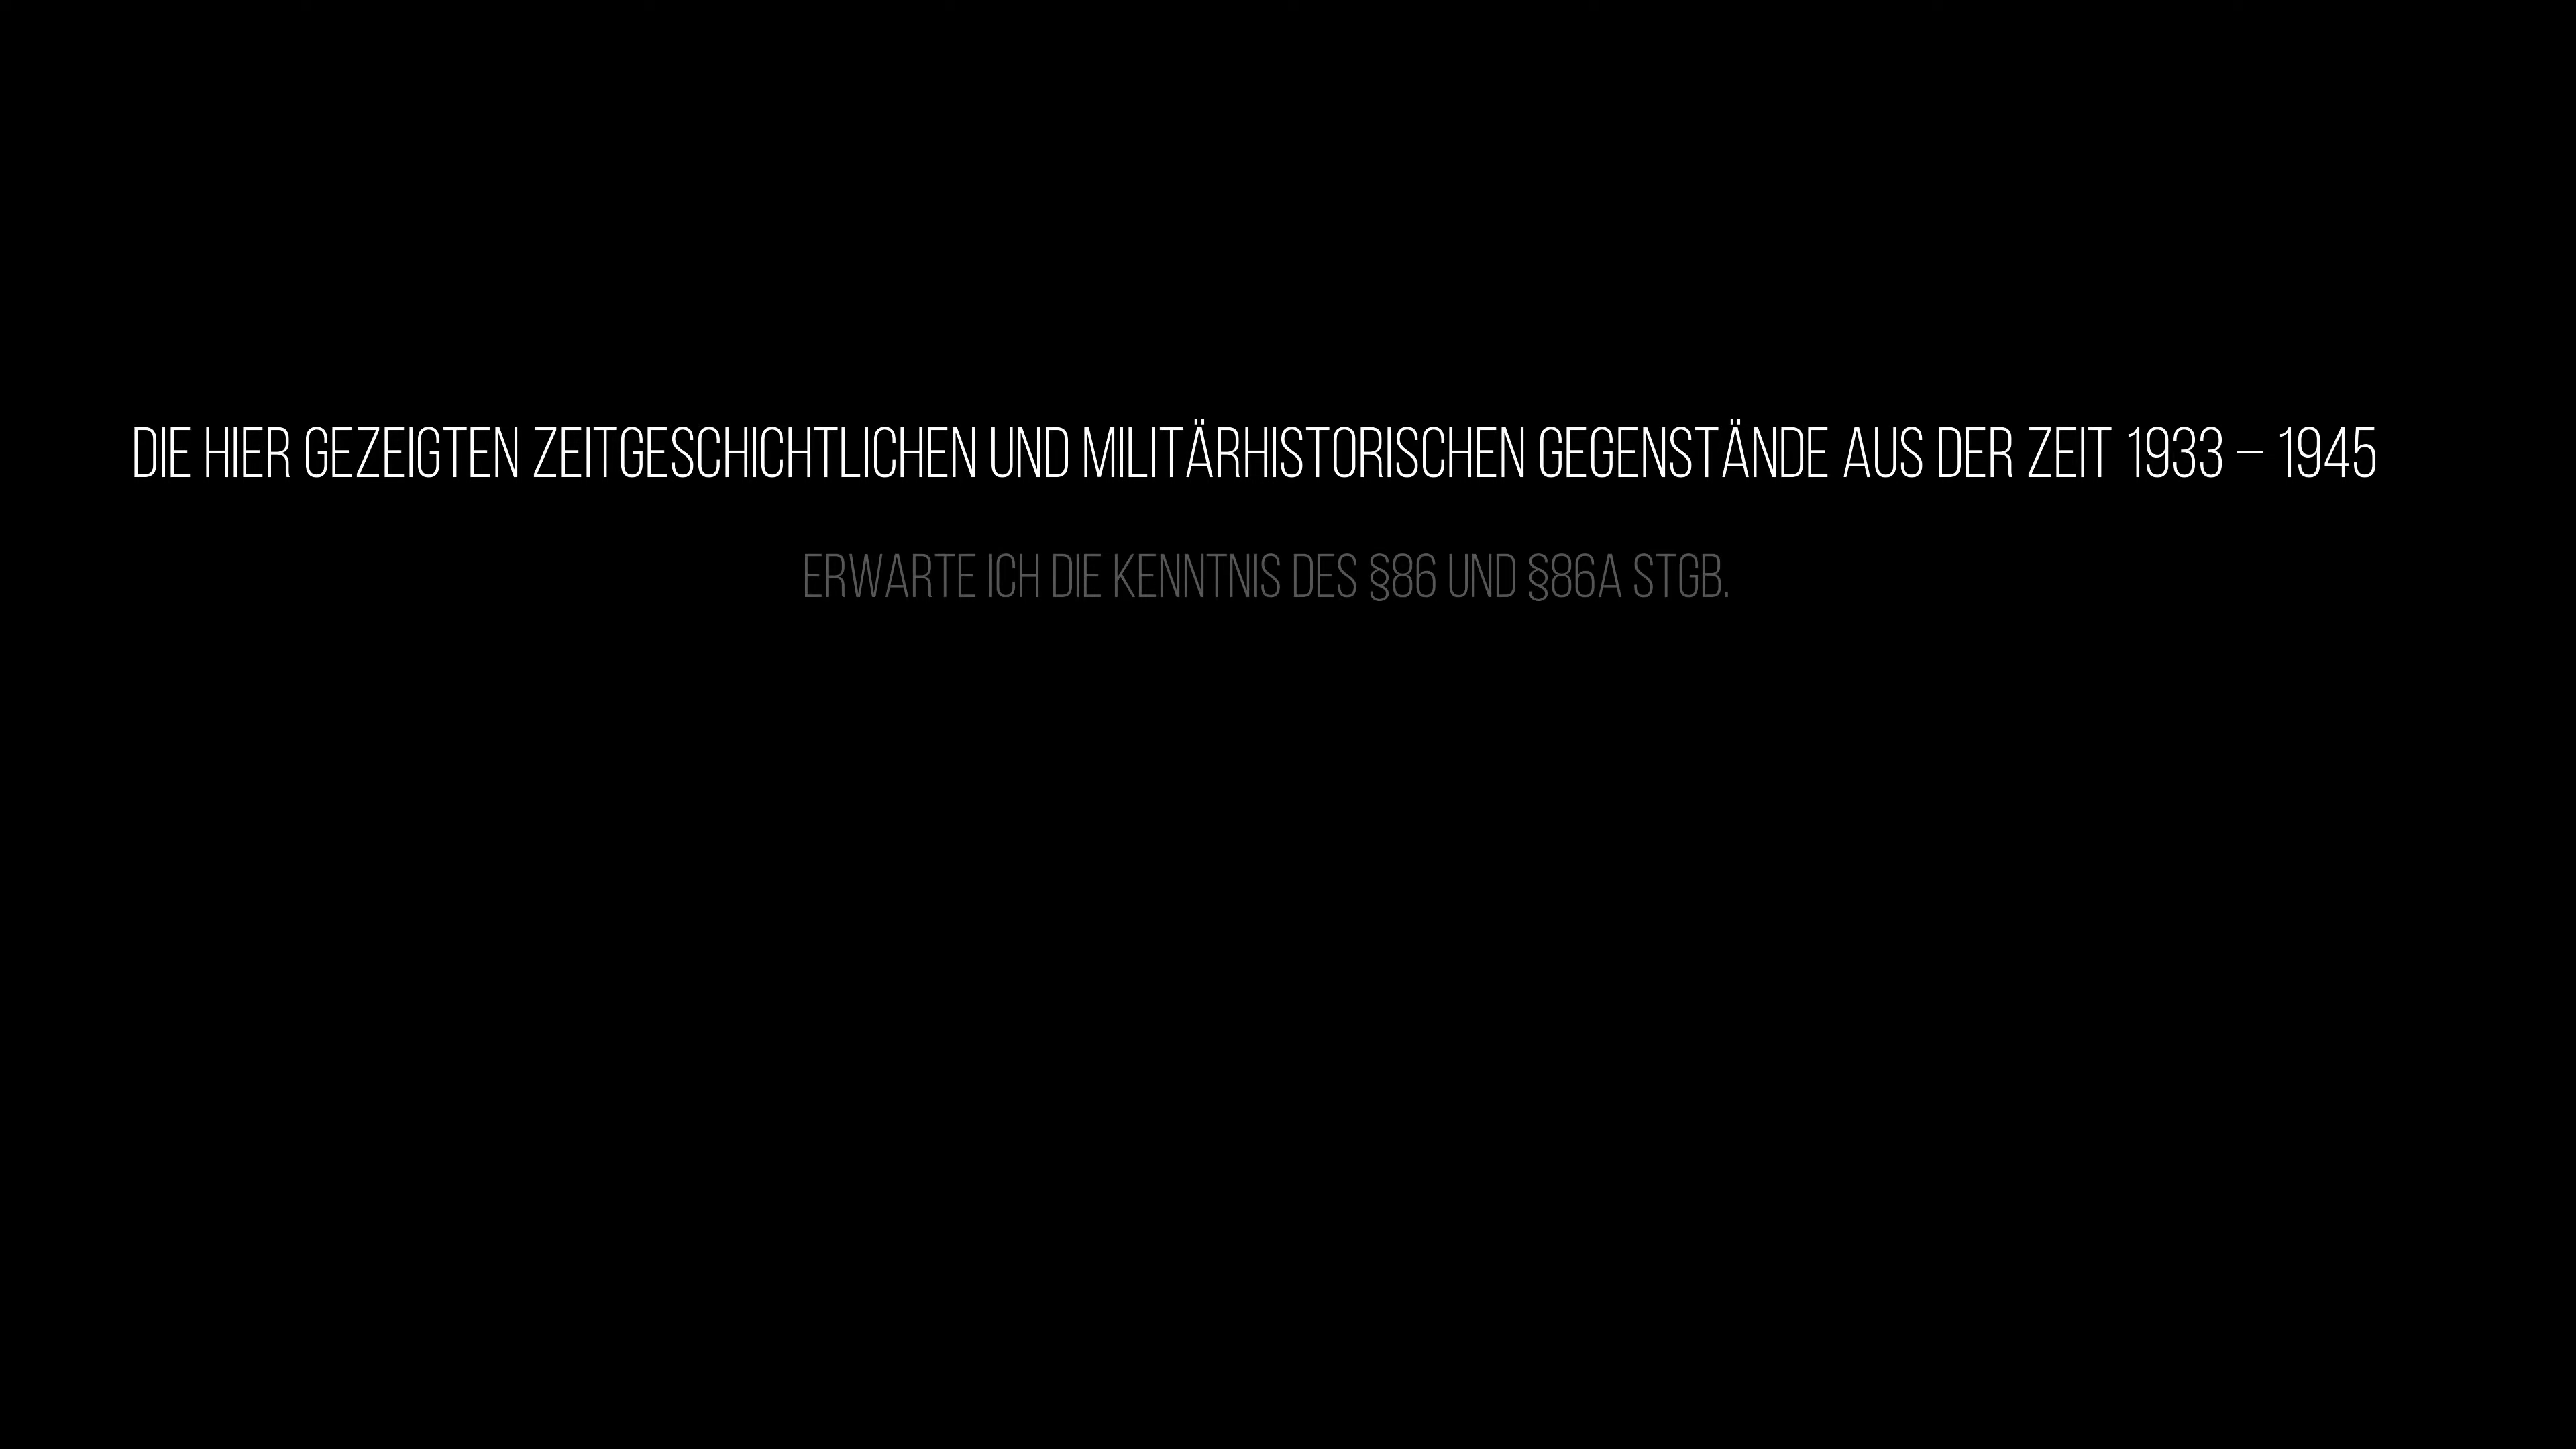 DIE HIER GEZEIGTEN ZEITGESCHICHTLICHEN UND MILITÄRHISTORISCHEN GEGENSTÄNDE AUS DER ZEIT 1933 – 1945
ERWARTE ICH DIE KENNTNIS DES §86 UND §86A STGB.